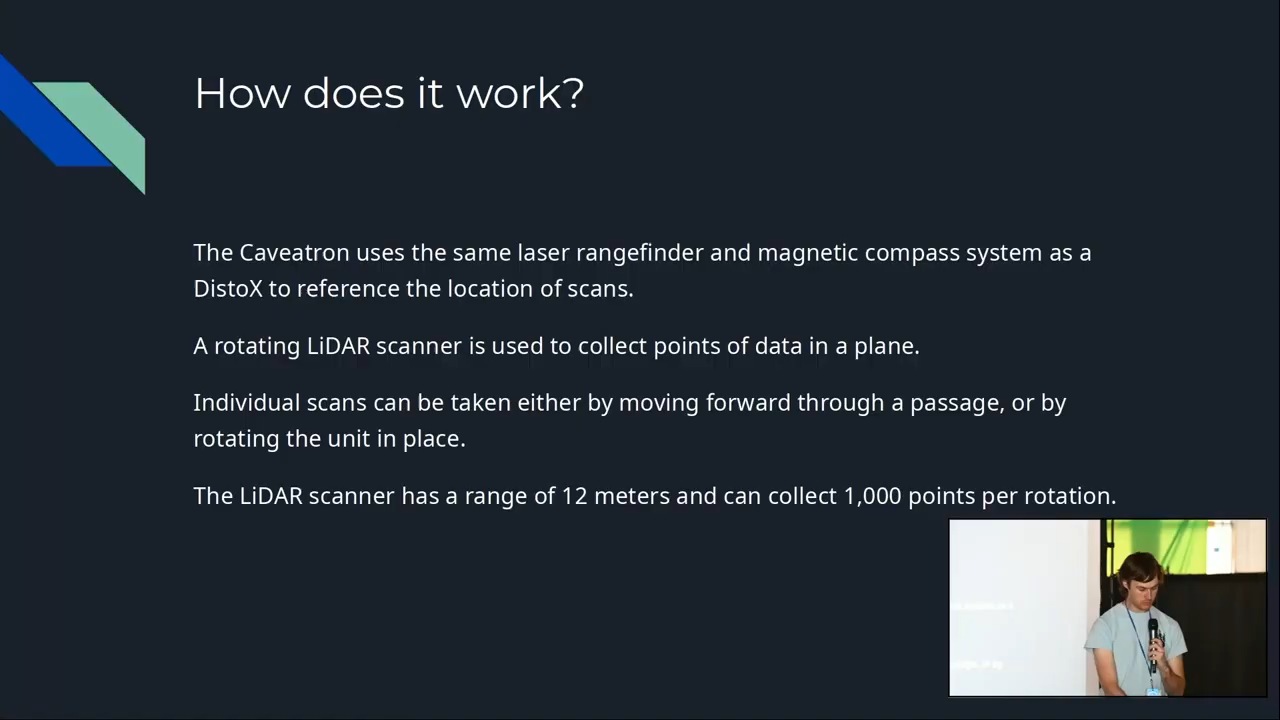 How does it work?
The Caveatron uses the same laser rangefinder and magnetic compass system as a
DistoX to reference the location of scans.
A rotating LiDAR scanner is used to collect points of data in a plane.
Individual scans can be taken either by moving forward through a passage, or by
rotating the unit in place.
The LiDAR scanner has a range of 12 meters and can collect 1,000 points per rotation.